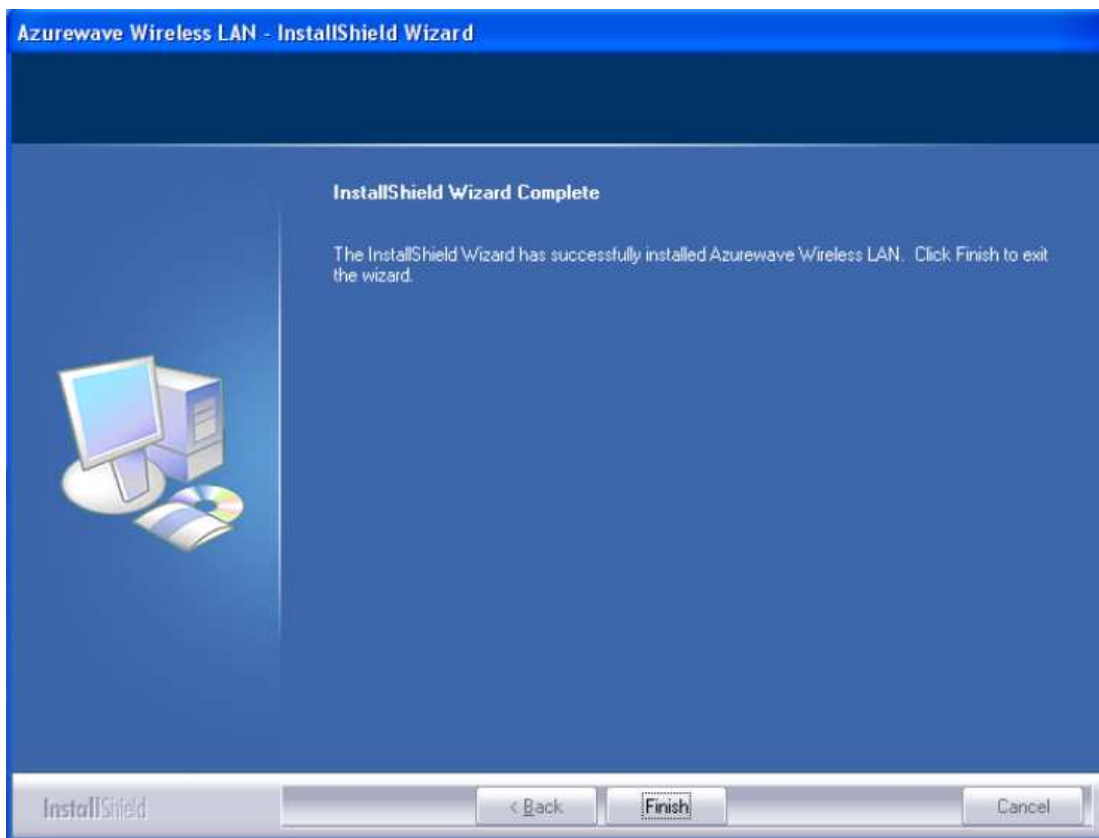 Azurewave Wireless LAN - InstallShield Wizard
InstallShield Wizard Complete
The InstallShield Wizard has successfully installed Azurewave Wireless LAN. Click Finish to exit
the wizard.
InstallShield
< Back
Finish
Cancel